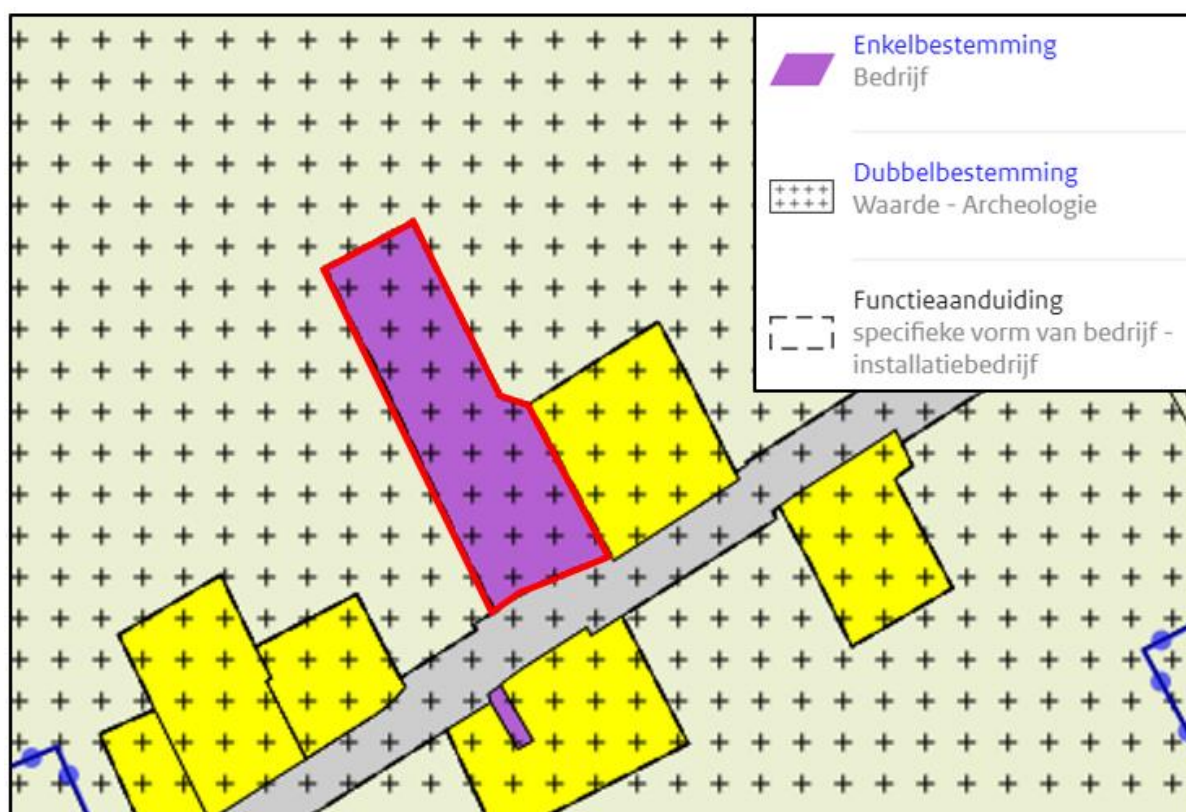 Enkelbestemming
Bedrijf
Dubbelbestemming
Waarde - Archeologie
Functieaanduiding
specifieke vorm van bedrijf -
installatiebedrijf